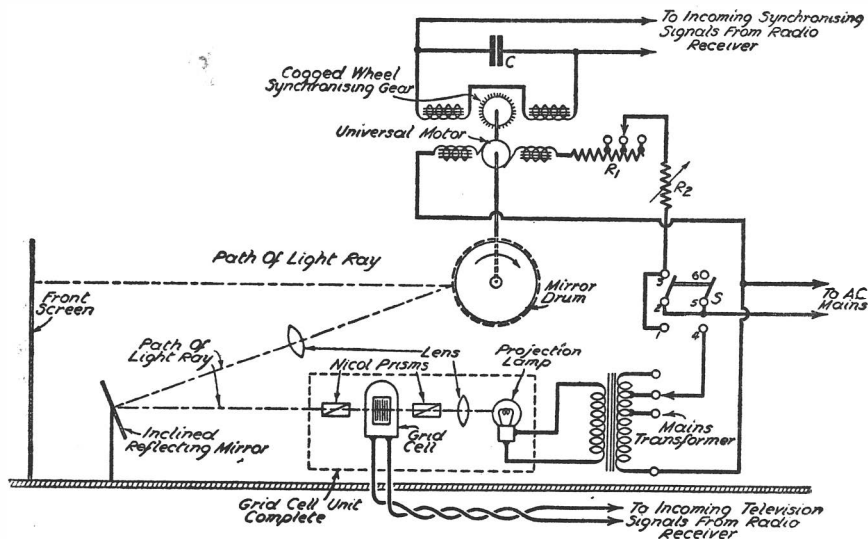 To Incoming Synchronising
Signals From Radio
Receiver
C
Cogged Wheel
Synchronising Gear
Universal Motor
R1
R2
Path Of Light Ray
Mirror
Drum
3
6
S
2
5
To A.C.
Mains
1
4
Front
Screen
Path Of
Light Ray
Lens
Projection
Lamp
Nicol Prisms
Inclined
Reflecting Mirror
Grid
Cell
Mains
Transformer
Grid Cell Unit
Complete
To Incoming Television
Signals From Radio
Receiver